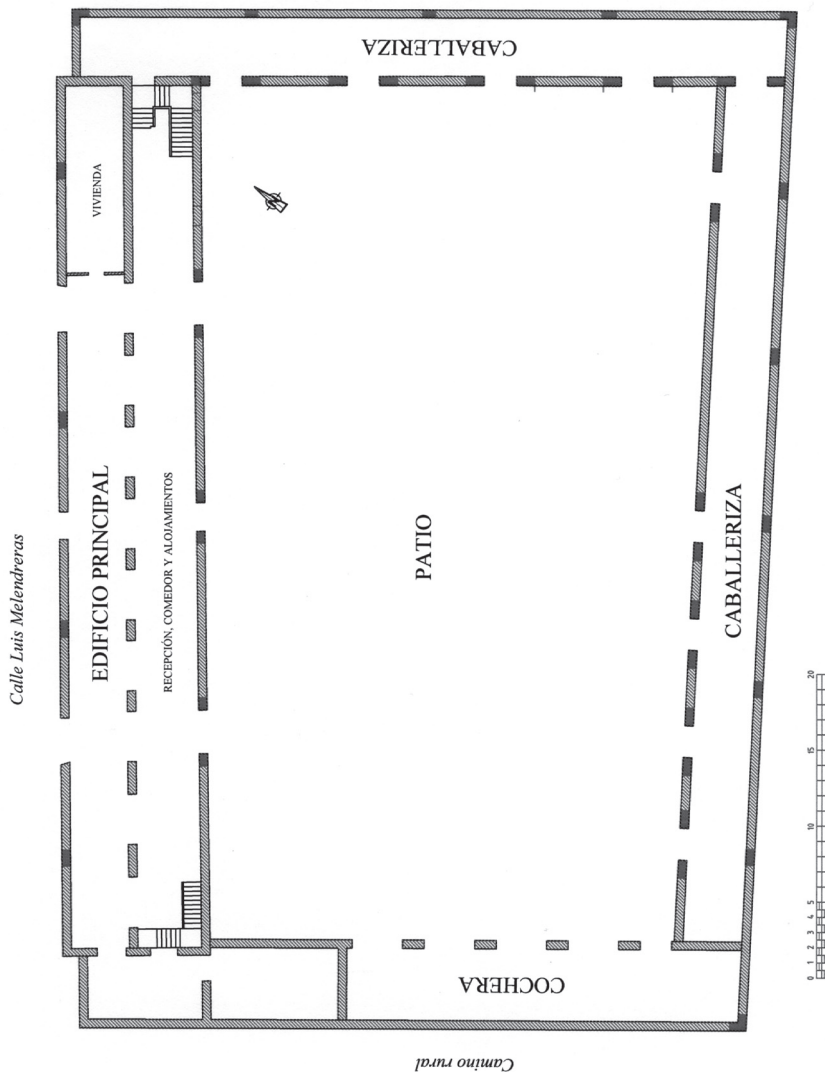 Calle Luis Melendreras
EDIFICIO PRINCIPAL
RECEPCIÓN, COMEDOR Y ALOJAMIENTOS
VIVIENDA
CABALLERIZA
PATIO
CABALLERIZA
COCHERA
Camino rural
0 1 2 3 4 5 10 15 20
N